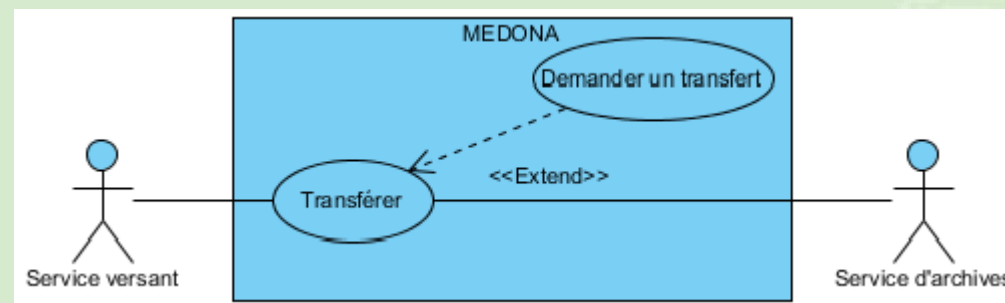 MEDONA
Demander un transfert
<<Extend>>
Transférer
Service versant
Service d'archives